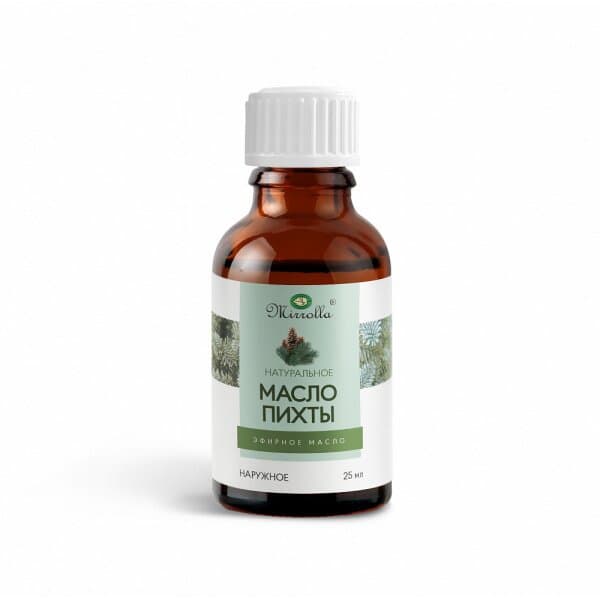 Mirrolla®
НАТУРАЛЬНОЕ
МАСЛО
ПИХТЫ
ЭФИРНОЕ МАСЛО
НАРУЖНОЕ 25 мл